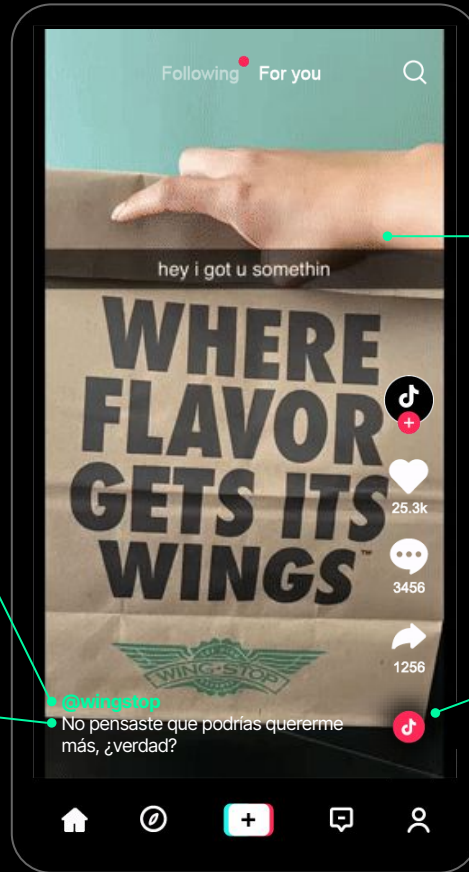 Following For you
hey i got u somethin
WHERE
FLAVOR
GETS ITS
WINGS™
WING·STOP
25.3k
3456
1256
@wingstop
No pensaste que podrías quererme
más, ¿verdad?